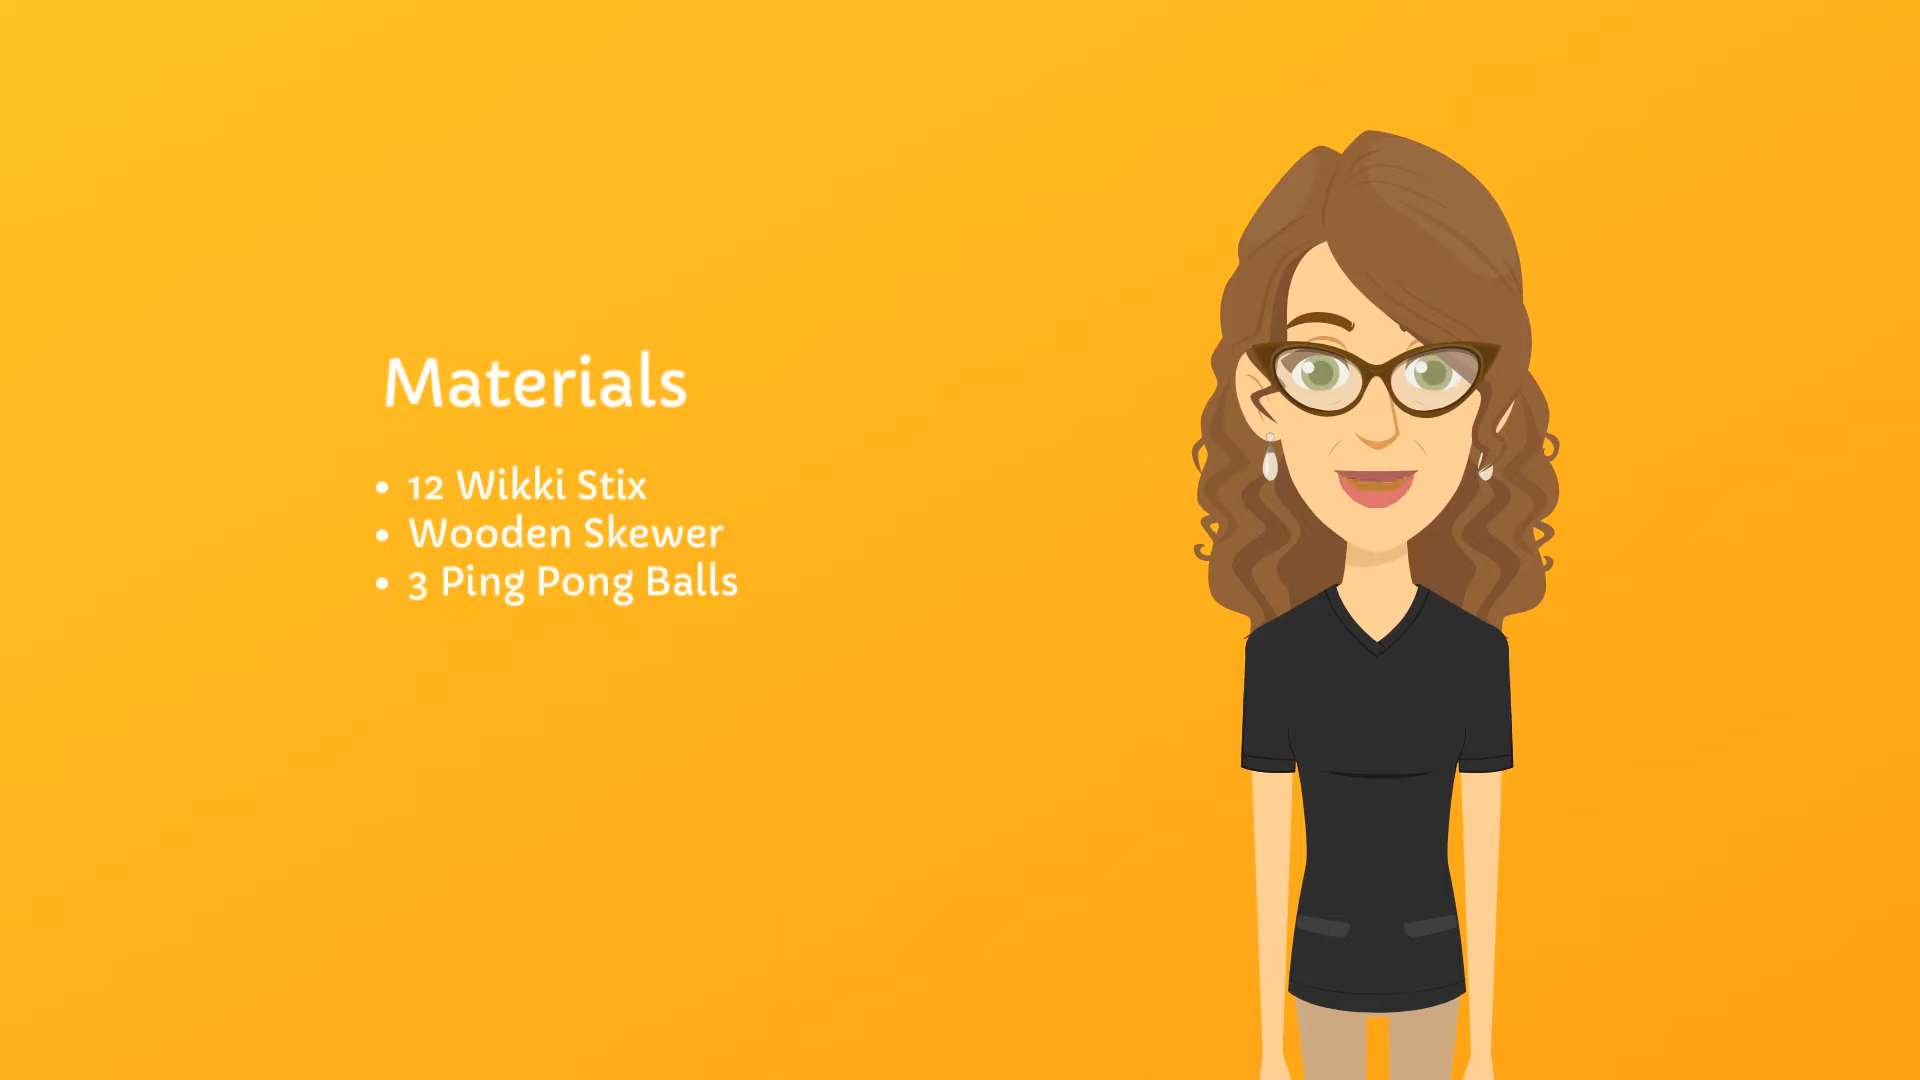 Materials
• 12 Wikki Stix
• Wooden Skewer
• 3 Ping Pong Balls